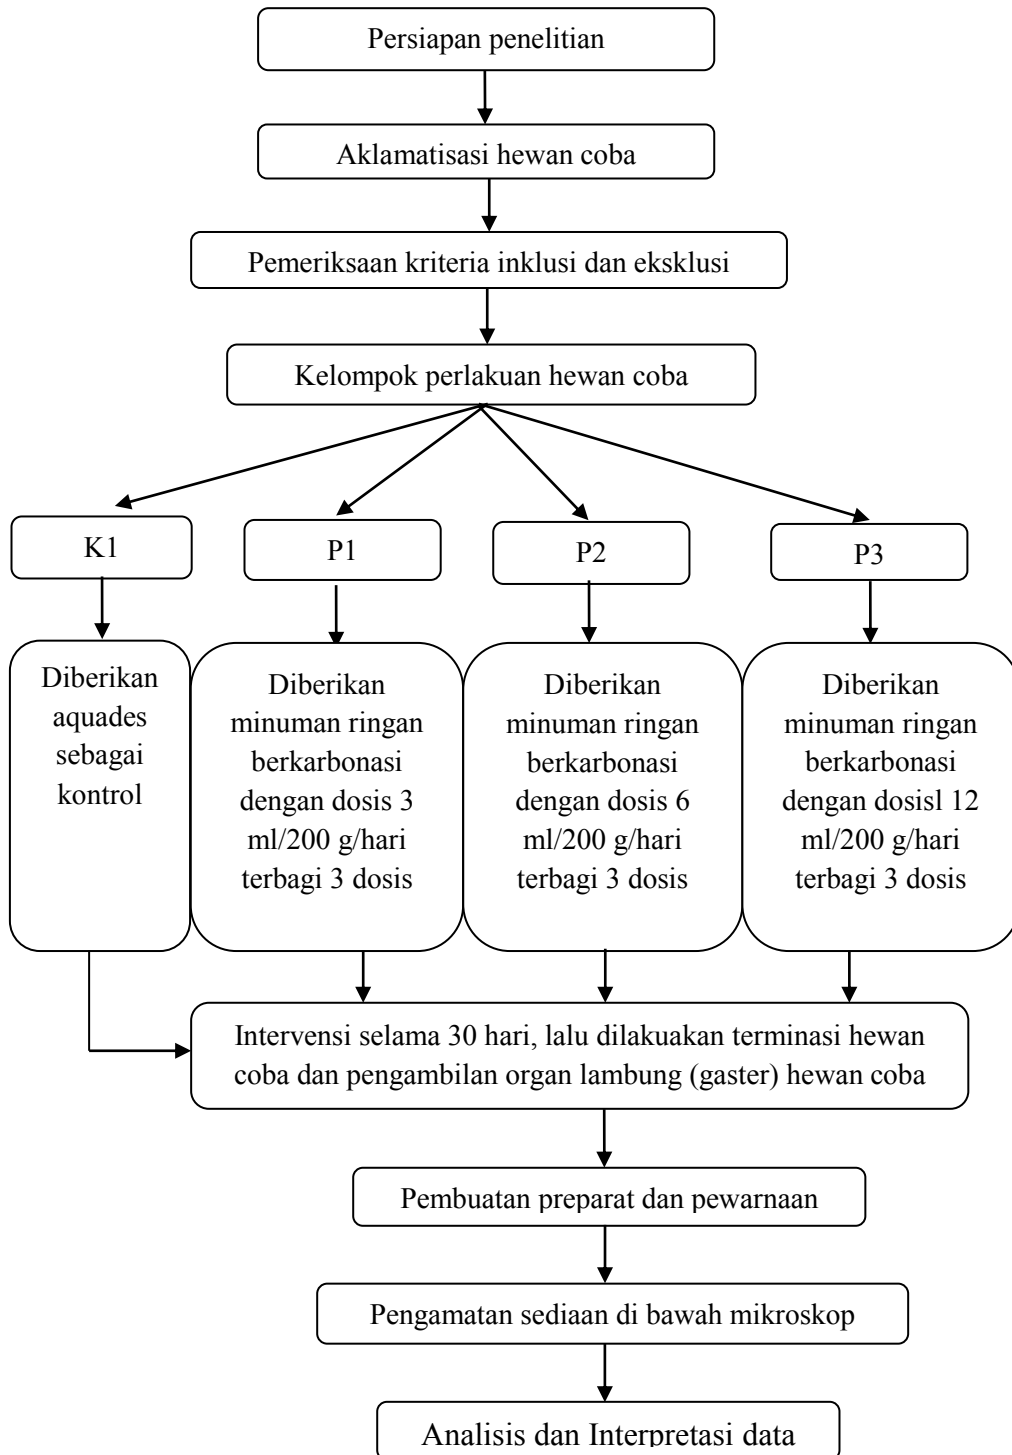 Persiapan penelitian
Aklamatisasi hewan coba
Pemeriksaan kriteria inklusi dan eksklusi
Kelompok perlakuan hewan coba
K1
P1
P2
P3
Diberikan
aquades
sebagai
kontrol
Diberikan
minuman ringan
berkarbonasi
dengan dosis 3
ml/200 g/hari
terbagi 3 dosis
Diberikan
minuman ringan
berkarbonasi
dengan dosis 6
ml/200 g/hari
terbagi 3 dosis
Diberikan
minuman ringan
berkarbonasi
dengan dosisl 12
ml/200 g/hari
terbagi 3 dosis
Intervensi selama 30 hari, lalu dilakuakan terminasi hewan
coba dan pengambilan organ lambung (gaster) hewan coba
Pembuatan preparat dan pewarnaan
Pengamatan sediaan di bawah mikroskop
Analisis dan Interpretasi data